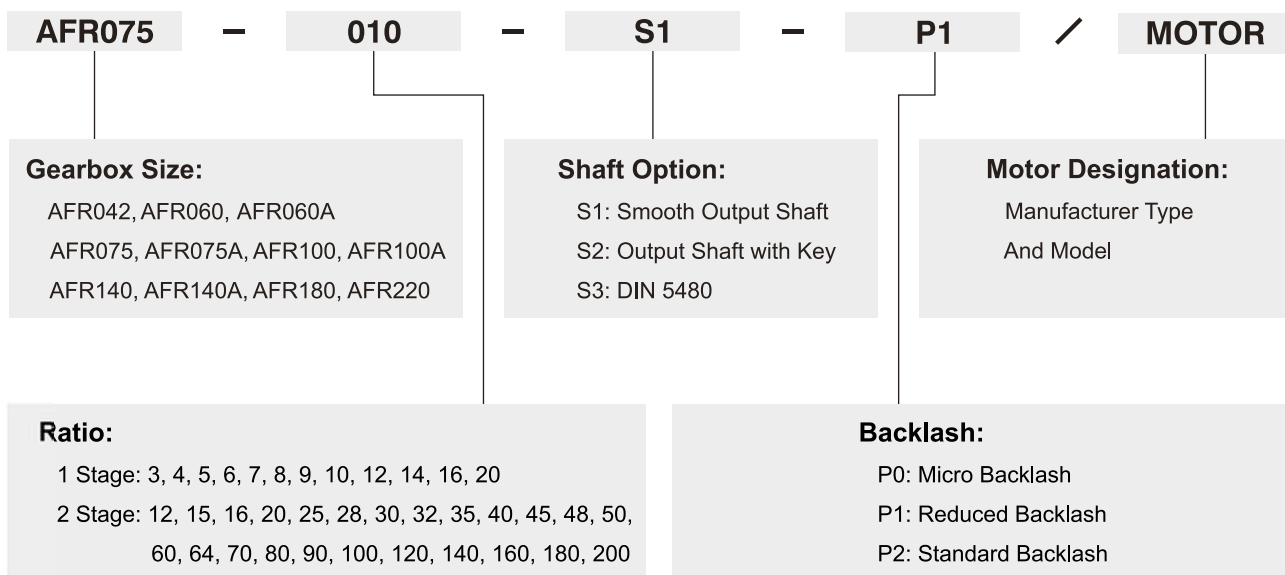 AFR075 – 010 – S1 – P1 / MOTOR
Gearbox Size:
AFR042, AFR060, AFR060A
AFR075, AFR075A, AFR100, AFR100A
AFR140, AFR140A, AFR180, AFR220
Shaft Option:
S1: Smooth Output Shaft
S2: Output Shaft with Key
S3: DIN 5480
Motor Designation:
Manufacturer Type
And Model
Ratio:
1 Stage: 3, 4, 5, 6, 7, 8, 9, 10, 12, 14, 16, 20
2 Stage: 12, 15, 16, 20, 25, 28, 30, 32, 35, 40, 45, 48, 50,
60, 64, 70, 80, 90, 100, 120, 140, 160, 180, 200
Backlash:
P0: Micro Backlash
P1: Reduced Backlash
P2: Standard Backlash